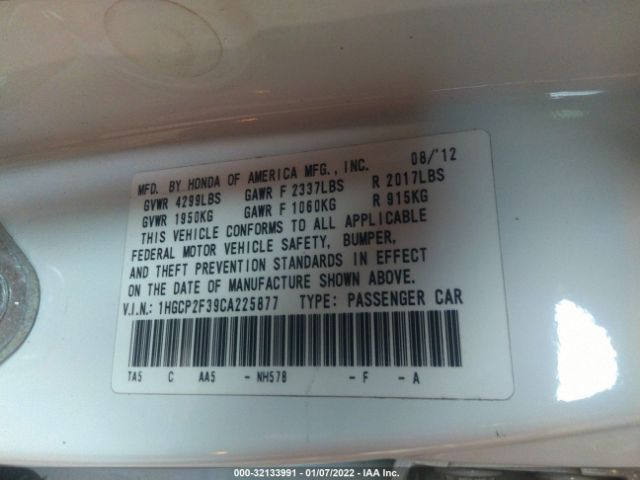 MFD. BY HONDA OF AMERICA MFG., INC. 08/'12
GVWR 4299LBS GAWR F 2337LBS R 2017LBS
GVWR 1950KG GAWR F 1060KG R 915KG
THIS VEHICLE CONFORMS TO ALL APPLICABLE
FEDERAL MOTOR VEHICLE SAFETY, BUMPER,
AND THEFT PREVENTION STANDARDS IN EFFECT
ON THE DATE OF MANUFACTURE SHOWN ABOVE.
V.I.N.: 1HGCP2F39CA225877 TYPE: PASSENGER CAR
TA5 C AA5 - NH578 - F - A
000-32133991 - 01/07/2022 - IAA Inc.